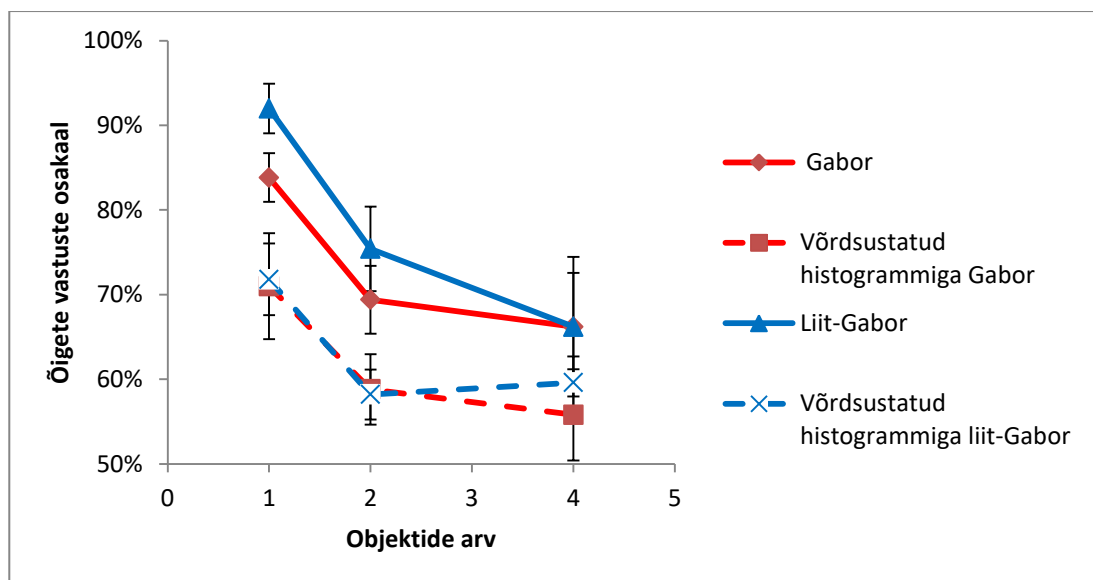 100%
90%
80%
70%
60%
50%
0
1
2
3
4
5
Õigete vastuste osakaal
Objektide arv
Gabor
Võrdsustatud
histogrammiga Gabor
Liit-Gabor
Võrdsustatud
histogrammiga liit-Gabor